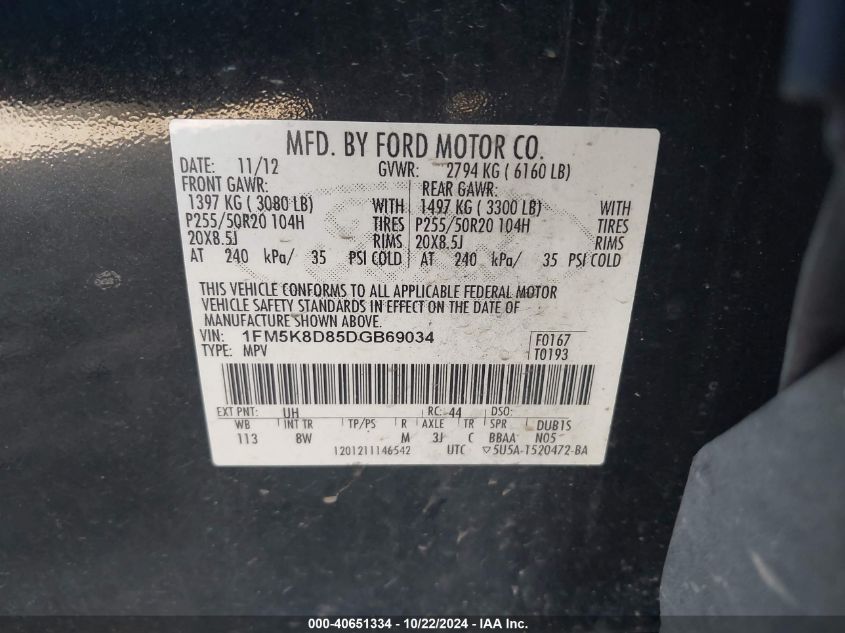 MFD. BY FORD MOTOR CO.
DATE: 11/12 GVWR: 2794 KG ( 6160 LB)
FRONT GAWR: REAR GAWR:
1397 KG ( 3080 LB) WITH 1497 KG ( 3300 LB) WITH
P255/50R20 104H TIRES P255/50R20 104H TIRES
20X8.5J RIMS 20X8.5J RIMS
AT 240 kPa/ 35 PSI COLD AT 240 kPa/ 35 PSI COLD
THIS VEHICLE CONFORMS TO ALL APPLICABLE FEDERAL MOTOR
VEHICLE SAFETY STANDARDS IN EFFECT ON THE DATE OF
MANUFACTURE SHOWN ABOVE.
VIN: 1FM5K8D85DGB69034 F0167
TYPE: MPV T0193
EXT PNT: UH RC: 44 DSO:
WB INT TR TP/PS R AXLE TR SPR DUB1S
113 8W M 3J C BBAA N05
1201211146542 UTC ▽5U5A-1520472-BA
000-40651334 - 10/22/2024 - IAA Inc.